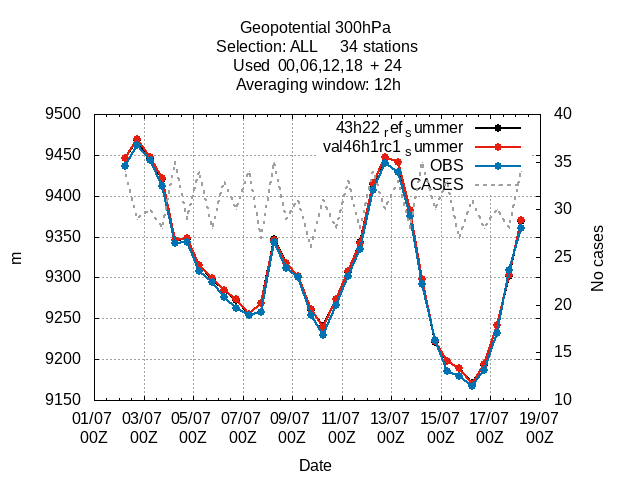 Geopotential 300hPa
Selection: ALL 34 stations
Used 00,06,12,18 + 24
Averaging window: 12h
9500
9450
9400
9350
9300
9250
9200
9150
m
40
35
30
25
20
15
10
No cases
43h22 refs ummer
val46h1rc1 s ummer
OBS
CASES
01/07 03/07 05/07 07/07 09/07 11/07 13/07 15/07 17/07 19/07
00Z 00Z 00Z 00Z 00Z 00Z 00Z 00Z 00Z 00Z
Date